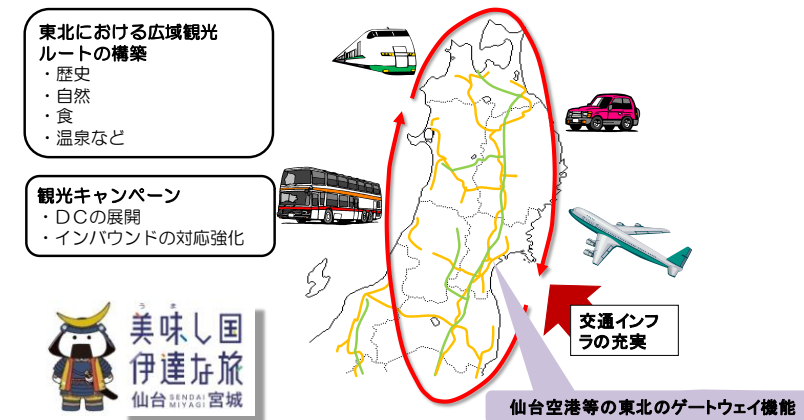 東北における広域観光
ルートの構築
・歴史
・自然
・食
・温泉など
観光キャンペーン
・ＤＣの展開
・インバウンドの対応強化
うま
美味し国
伊達な旅
仙台 SENDAI MIYAGI 宮城
交通インフ
ラの充実
仙台空港等の東北のゲートウェイ機能